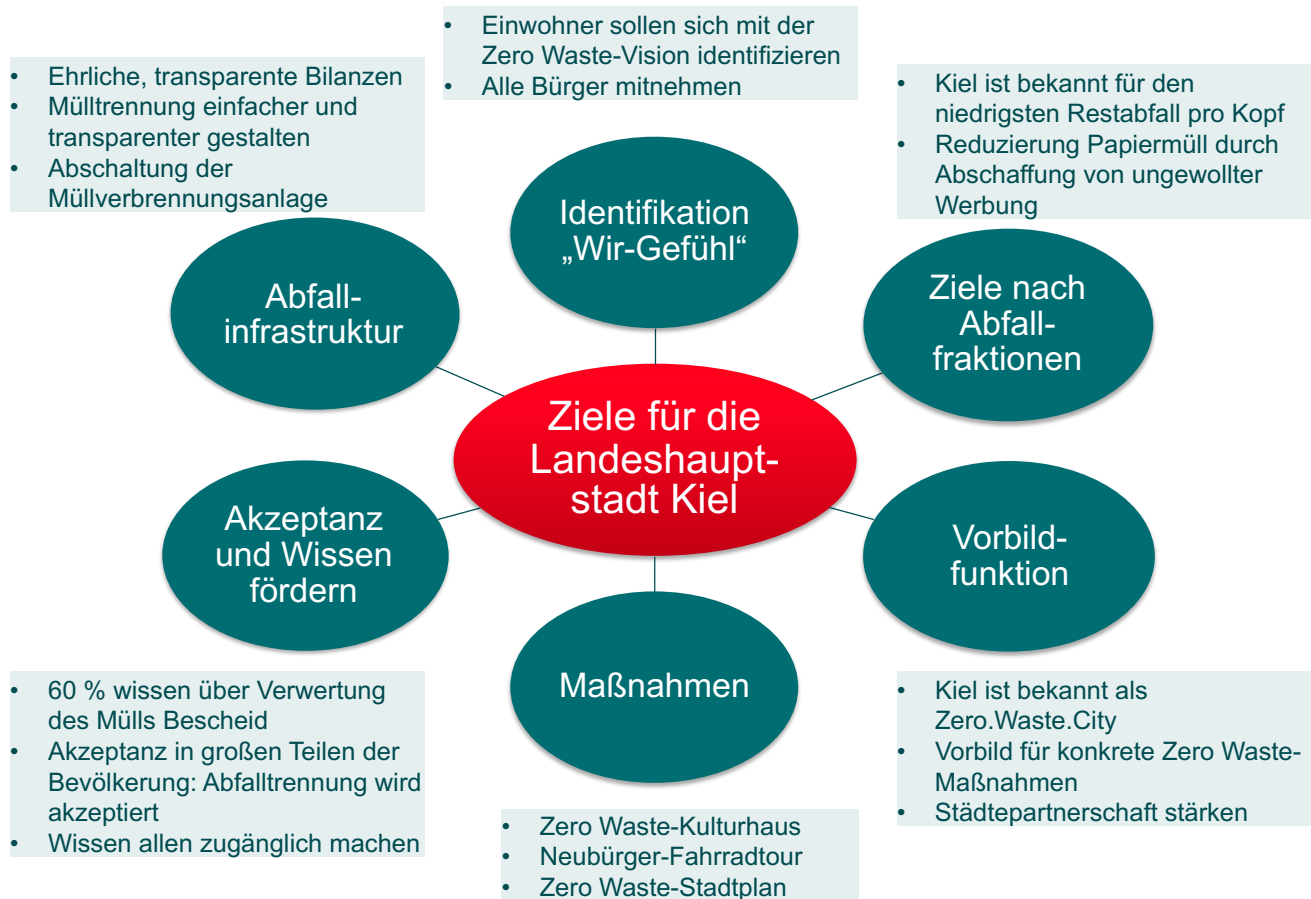 • Einwohner sollen sich mit der
Zero Waste-Vision identifizieren
• Alle Bürger mitnehmen
• Ehrliche, transparente Bilanzen
• Mülltrennung einfacher und
transparenter gestalten
• Abschaltung der
Müllverbrennungsanlage
• Kiel ist bekannt für den
niedrigsten Restabfall pro Kopf
• Reduzierung Papiermüll durch
Abschaffung von ungewollter
Werbung
Identifikation
„Wir-Gefühl“
Abfall-
infrastruktur
Ziele nach
Abfall-
fraktionen
Ziele für die
Landeshaupt-
stadt Kiel
Akzeptanz
und Wissen
fördern
Vorbild-
funktion
Maßnahmen
• 60 % wissen über Verwertung
des Mülls Bescheid
• Akzeptanz in großen Teilen der
Bevölkerung: Abfalltrennung wird
akzeptiert
• Wissen allen zugänglich machen
• Kiel ist bekannt als
Zero.Waste.City
• Vorbild für konkrete Zero Waste-
Maßnahmen
• Städtepartnerschaft stärken
• Zero Waste-Kulturhaus
• Neubürger-Fahrradtour
• Zero Waste-Stadtplan